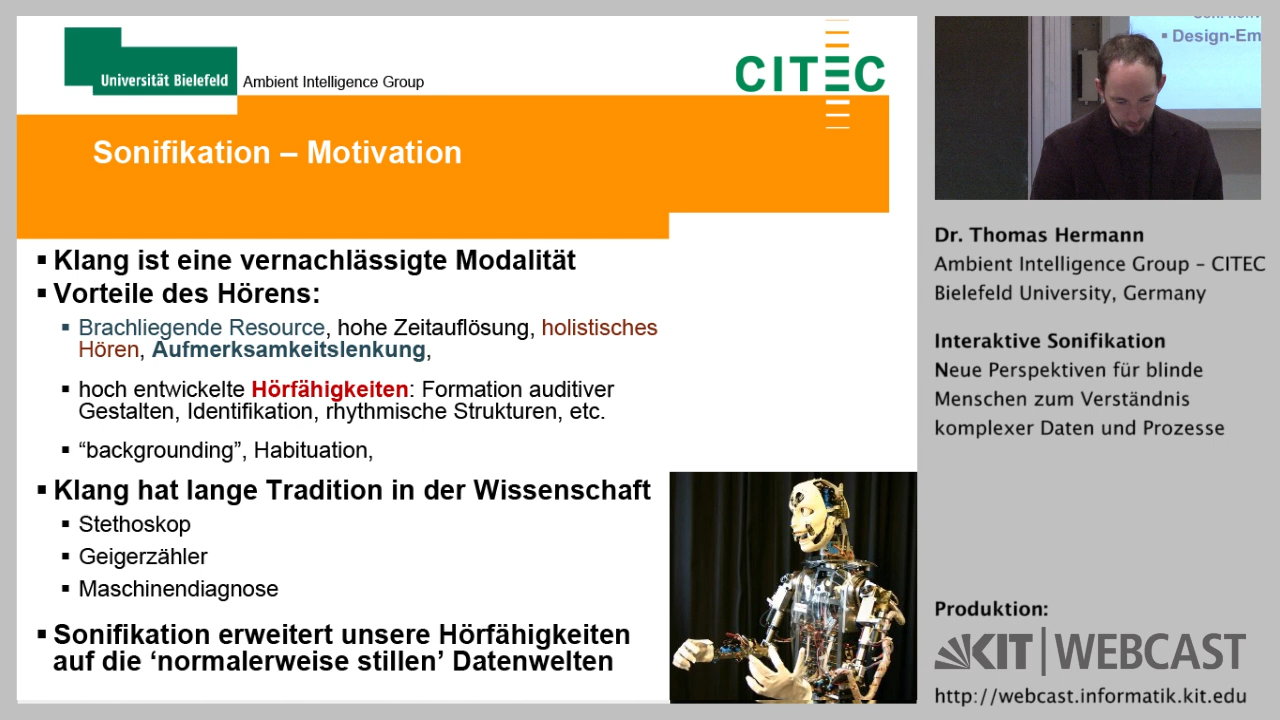 Universität Bielefeld
Ambient Intelligence Group
CITEC
Sonifikation – Motivation
▪ Klang ist eine vernachlässigte Modalität
▪ Vorteile des Hörens:
▪ Brachliegende Resource, hohe Zeitauflösung, holistisches
Hören, Aufmerksamkeitslenkung,
▪ hoch entwickelte Hörfähigkeiten: Formation auditiver
Gestalten, Identifikation, rhythmische Strukturen, etc.
▪ “backgrounding”, Habituation,
▪ Klang hat lange Tradition in der Wissenschaft
▪ Stethoskop
▪ Geigerzähler
▪ Maschinendiagnose
▪ Sonifikation erweitert unsere Hörfähigkeiten
auf die ‘normalerweise stillen’ Datenwelten
▪ Design-Em
Dr. Thomas Hermann
Ambient Intelligence Group – CITEC
Bielefeld University, Germany
Interaktive Sonifikation
Neue Perspektiven für blinde
Menschen zum Verständnis
komplexer Daten und Prozesse
Produktion:
KIT | WEBCAST
http://webcast.informatik.kit.edu